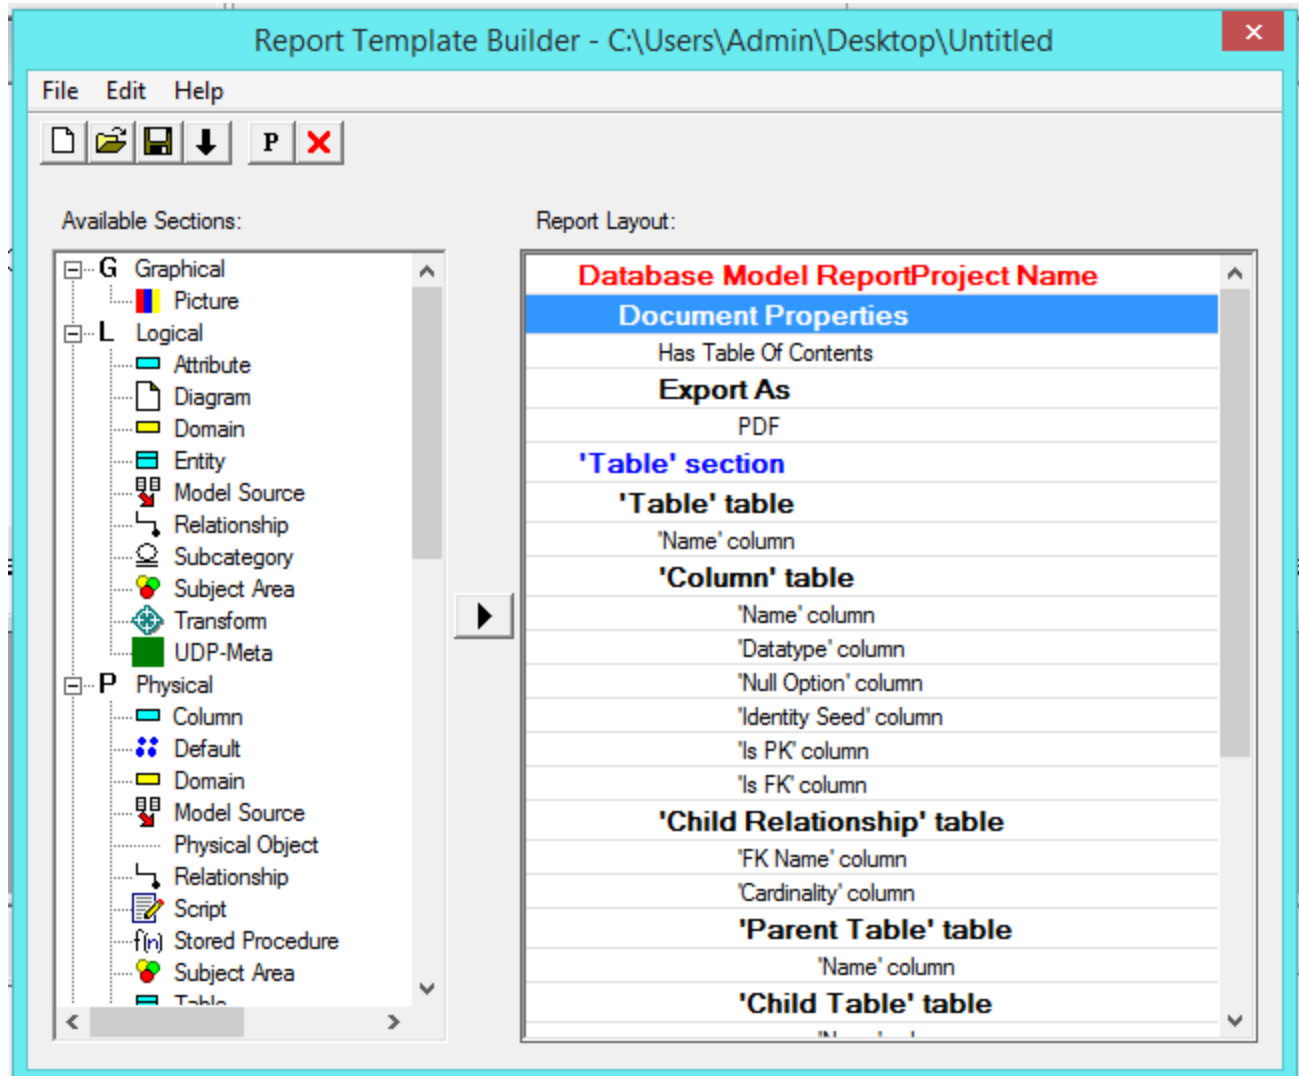 Report Template Builder - C:\Users\Admin\Desktop\Untitled
File Edit Help
P
Available Sections:
G Graphical
Picture
L Logical
Attribute
Diagram
Domain
Entity
Model Source
Relationship
Subcategory
Subject Area
Transform
UDP-Meta
P Physical
Column
Default
Domain
Model Source
Physical Object
Relationship
Script
f(n) Stored Procedure
Subject Area
Table
Report Layout:
Database Model ReportProject Name
Document Properties
Has Table Of Contents
Export As
PDF
'Table' section
'Table' table
'Name' column
'Column' table
'Name' column
'Datatype' column
'Null Option' column
'Identity Seed' column
'Is PK' column
'Is FK' column
'Child Relationship' table
'FK Name' column
'Cardinality' column
'Parent Table' table
'Name' column
'Child Table' table